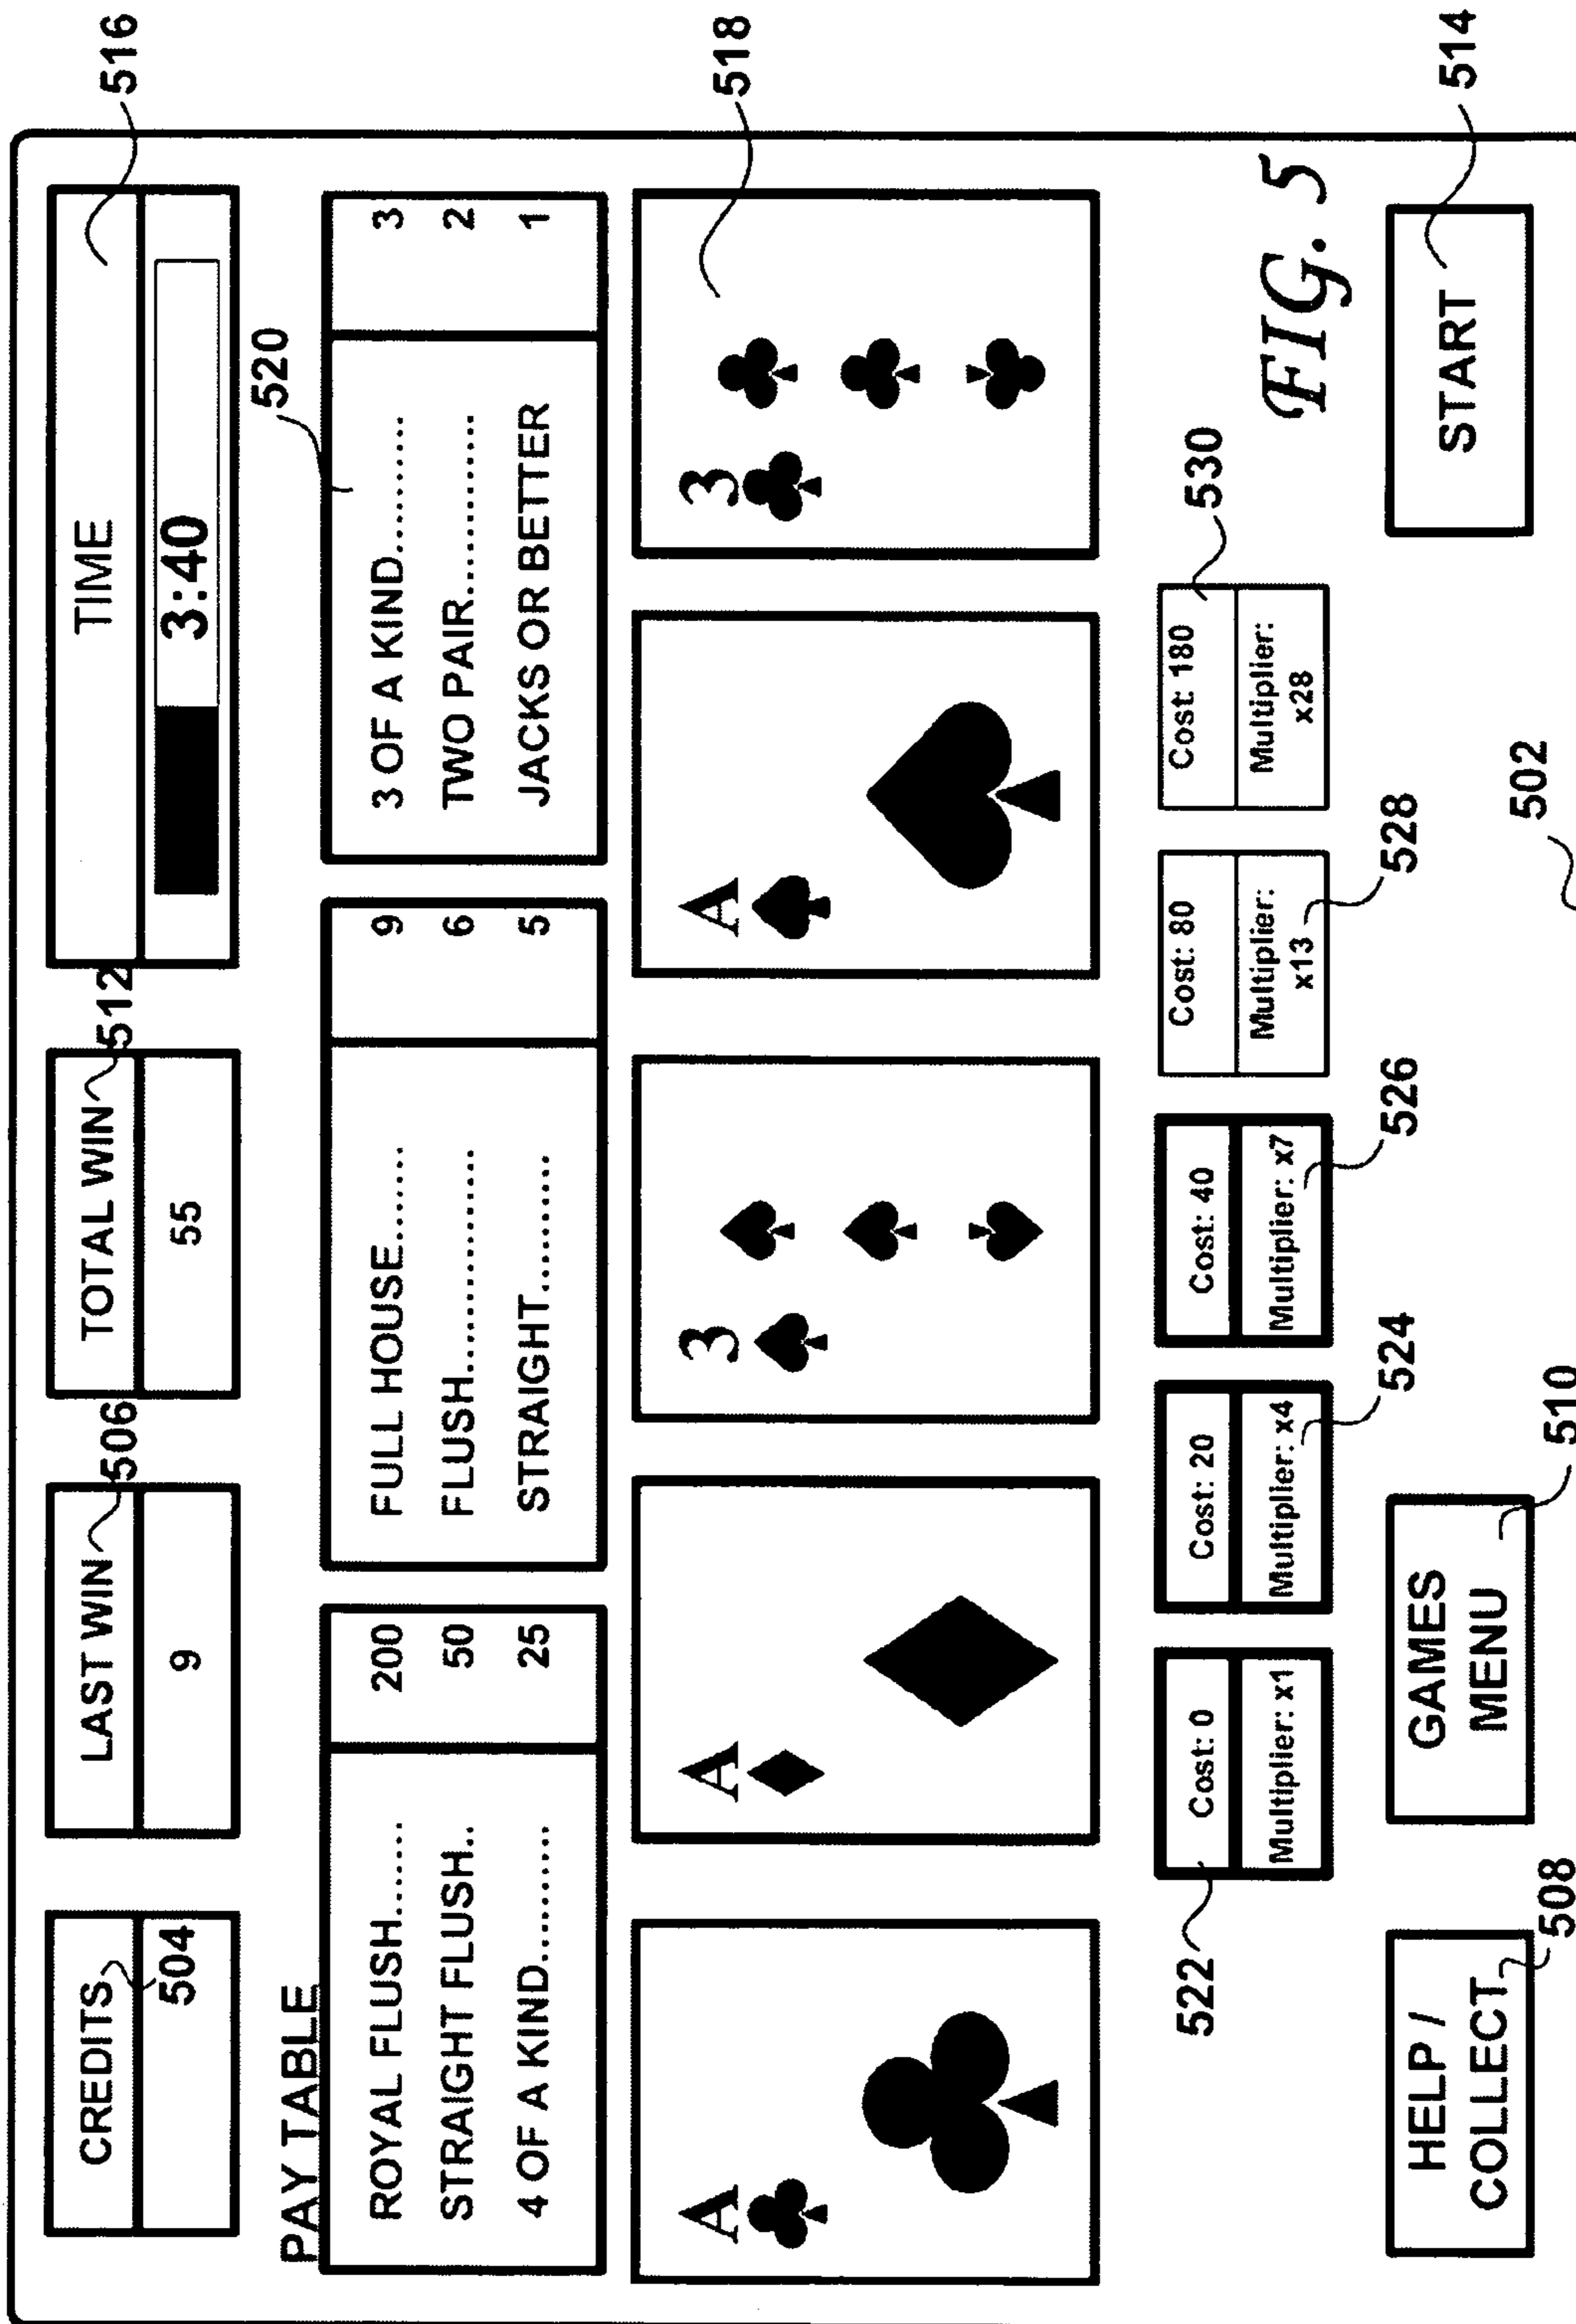 CREDITS
504
LAST WIN
506
9
TOTAL WIN
512
55
TIME
516
3:40
PAY TABLE
520
ROYAL FLUSH....... 200
STRAIGHT FLUSH.. 50
4 OF A KIND.......... 25
FULL HOUSE....... 9
FLUSH................. 6
STRAIGHT.......... 5
3 OF A KIND.......... 3
TWO PAIR............. 2
JACKS OR BETTER 1
518
A
A
3
A
3
522
Cost: 0
Multiplier: x1
Cost: 20
Multiplier: x4
524
Cost: 40
Multiplier: x7
526
Cost: 80
Multiplier:
x13
528
Cost: 180
Multiplier:
x28
530
FIG. 5
HELP /
COLLECT
508
GAMES
MENU
510
502
START
514